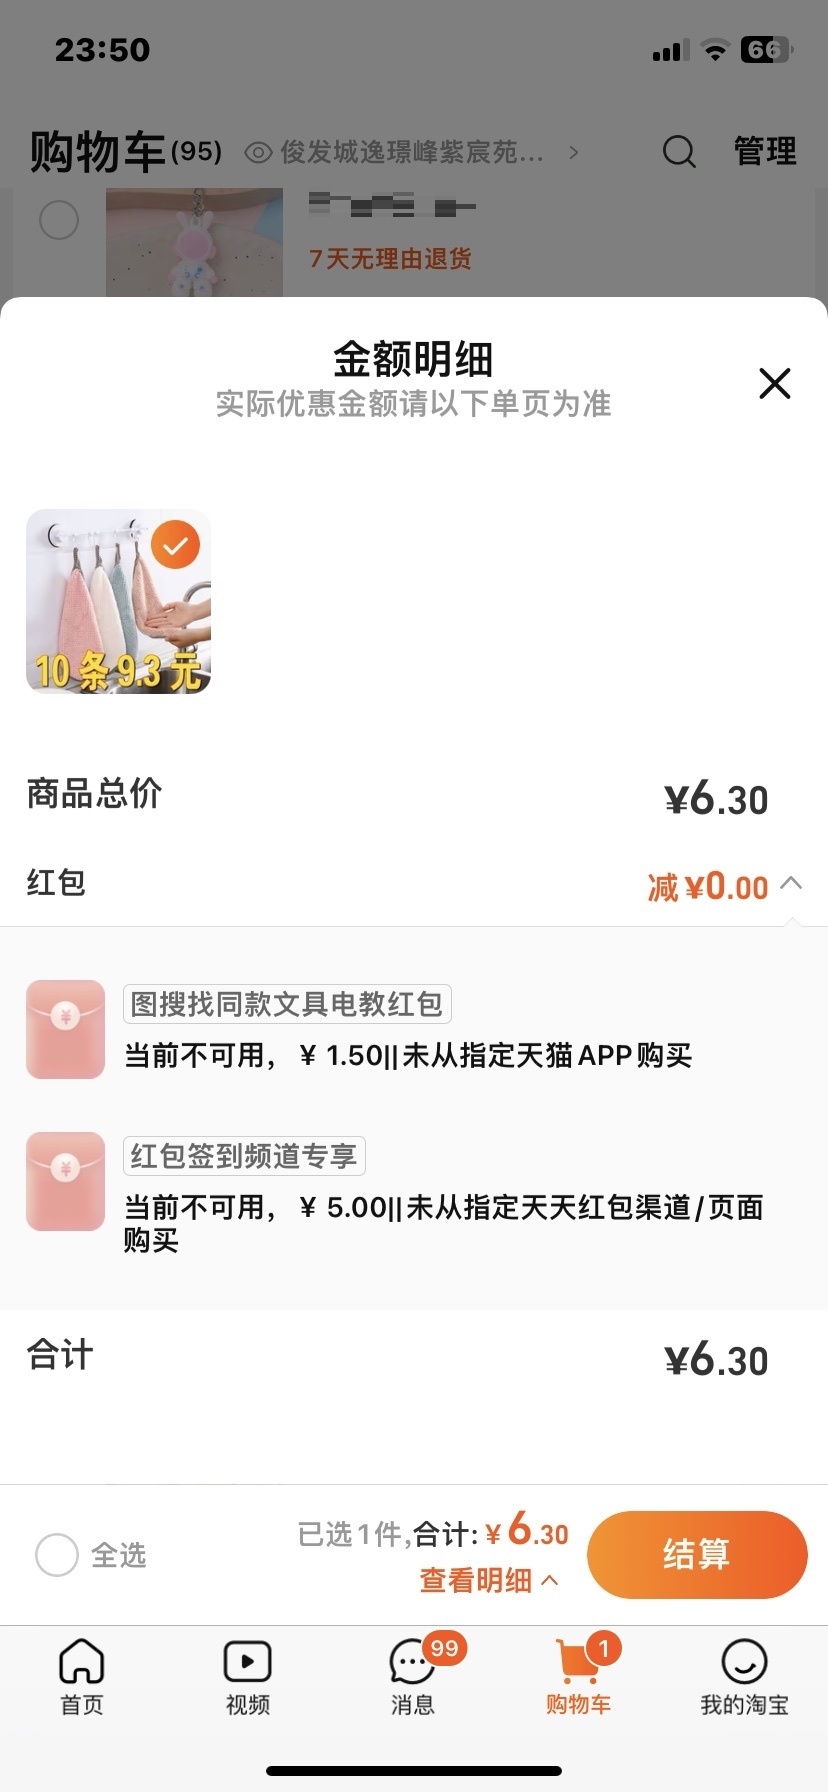 23:50
66
购物车(95)
俊发城逸璟峰紫宸苑...
管理
7天无理由退货
金额明细
实际优惠金额请以下单页为准
10条9.3元
商品总价
¥6.30
红包
减¥0.00
¥
图搜找同款文具电教红包
当前不可用，¥ 1.50||未从指定天猫APP购买
¥
红包签到频道专享
当前不可用，¥ 5.00||未从指定天天红包渠道/页面
购买
合计
¥6.30
全选
已选1件,合计:¥6.30
查看明细
结算
99
1
首页
视频
消息
购物车
我的淘宝